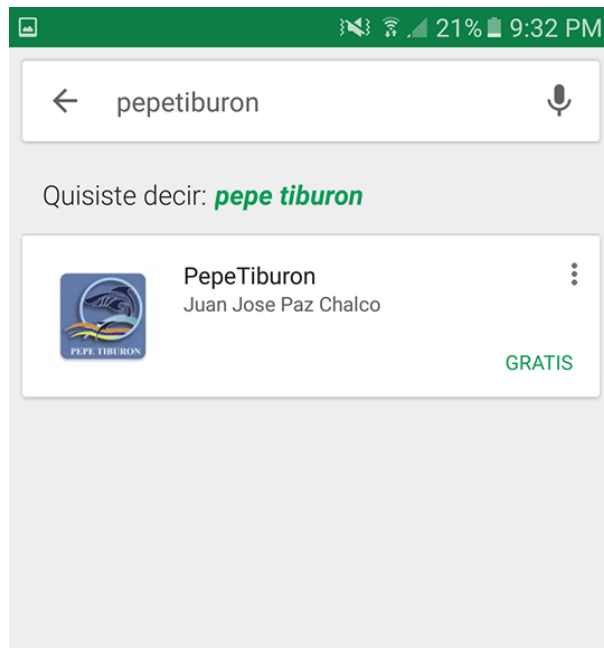 21% 9:32 PM
pepetiburon
Quisiste decir: pepe tiburon
PepeTiburon
Juan Jose Paz Chalco
PEPE TIBURON
GRATIS